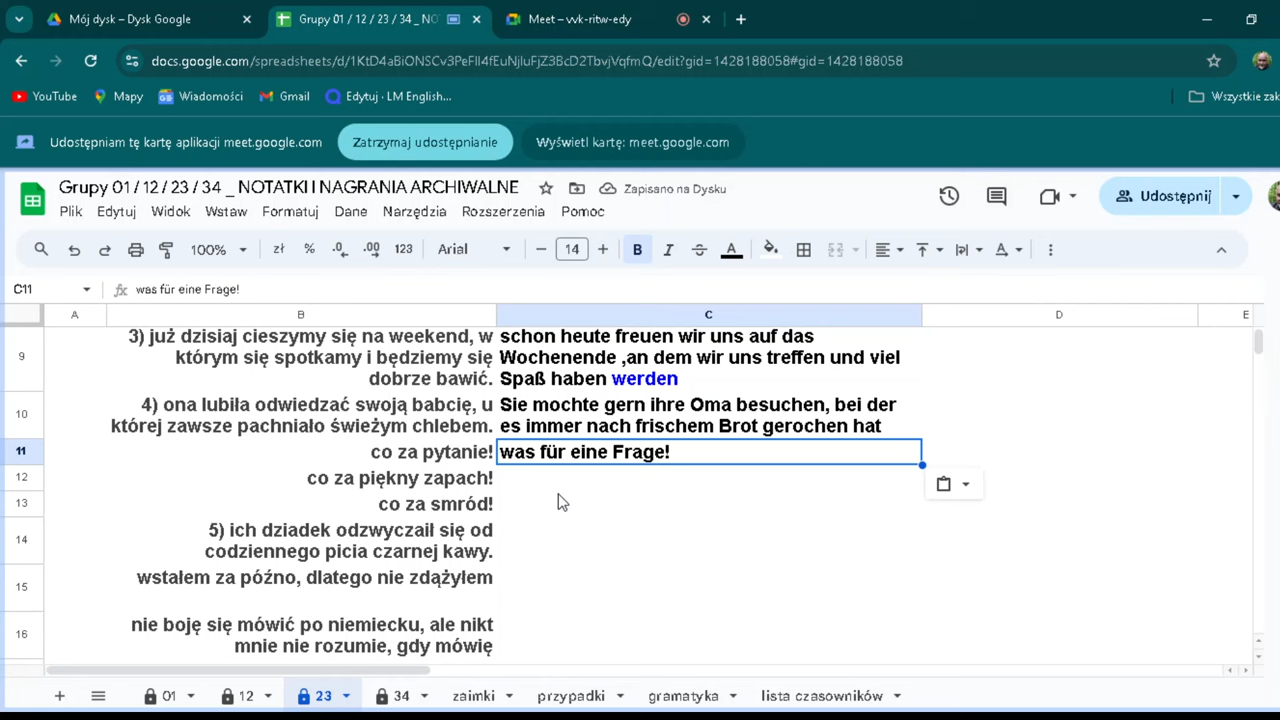 Mój dysk – Dysk Google
Grupy 01 / 12 / 23 / 34 _ NO
Meet – vvk-ritw-edy
docs.google.com/spreadsheets/d/1KtD4aBiONSCv3PeFlI4fEuNjIuFjZ3BcD2TbvjVqfmQ/edit?gid=1428188058#gid=1428188058
YouTube
Mapy
Wiadomości
Gmail
Edytuj · LM English...
Wszystkie zak
Udostępniam tę kartę aplikacji meet.google.com
Zatrzymaj udostępnianie
Wyświetl kartę: meet.google.com
Grupy 01 / 12 / 23 / 34 _ NOTATKI I NAGRANIA ARCHIWALNE
Zapisano na Dysku
Udostępnij
Plik Edytuj Widok Wstaw Formatuj Dane Narzędzia Rozszerzenia Pomoc
100% zł % .0 .00 123 Arial 14 B I A
C11 fx was für eine Frage!
A B C D E
9
3) już dzisiaj cieszymy się na weekend, w
którym się spotkamy i będziemy się
dobrze bawić.
schon heute freuen wir uns auf das
Wochenende ,an dem wir uns treffen und viel
Spaß haben werden
10
4) ona lubiła odwiedzać swoją babcię, u
której zawsze pachniało świeżym chlebem.
Sie mochte gern ihre Oma besuchen, bei der
es immer nach frischem Brot gerochen hat
11
co za pytanie!
was für eine Frage!
12
co za piękny zapach!
13
co za smród!
14
5) ich dziadek odzwyczaił się od
codziennego picia czarnej kawy.
15
wstałem za późno, dlatego nie zdążyłem
16
nie boję się mówić po niemiecku, ale nikt
mnie nie rozumie, gdy mówię
01 12 23 34 zaimki przypadki gramatyka lista czasowników